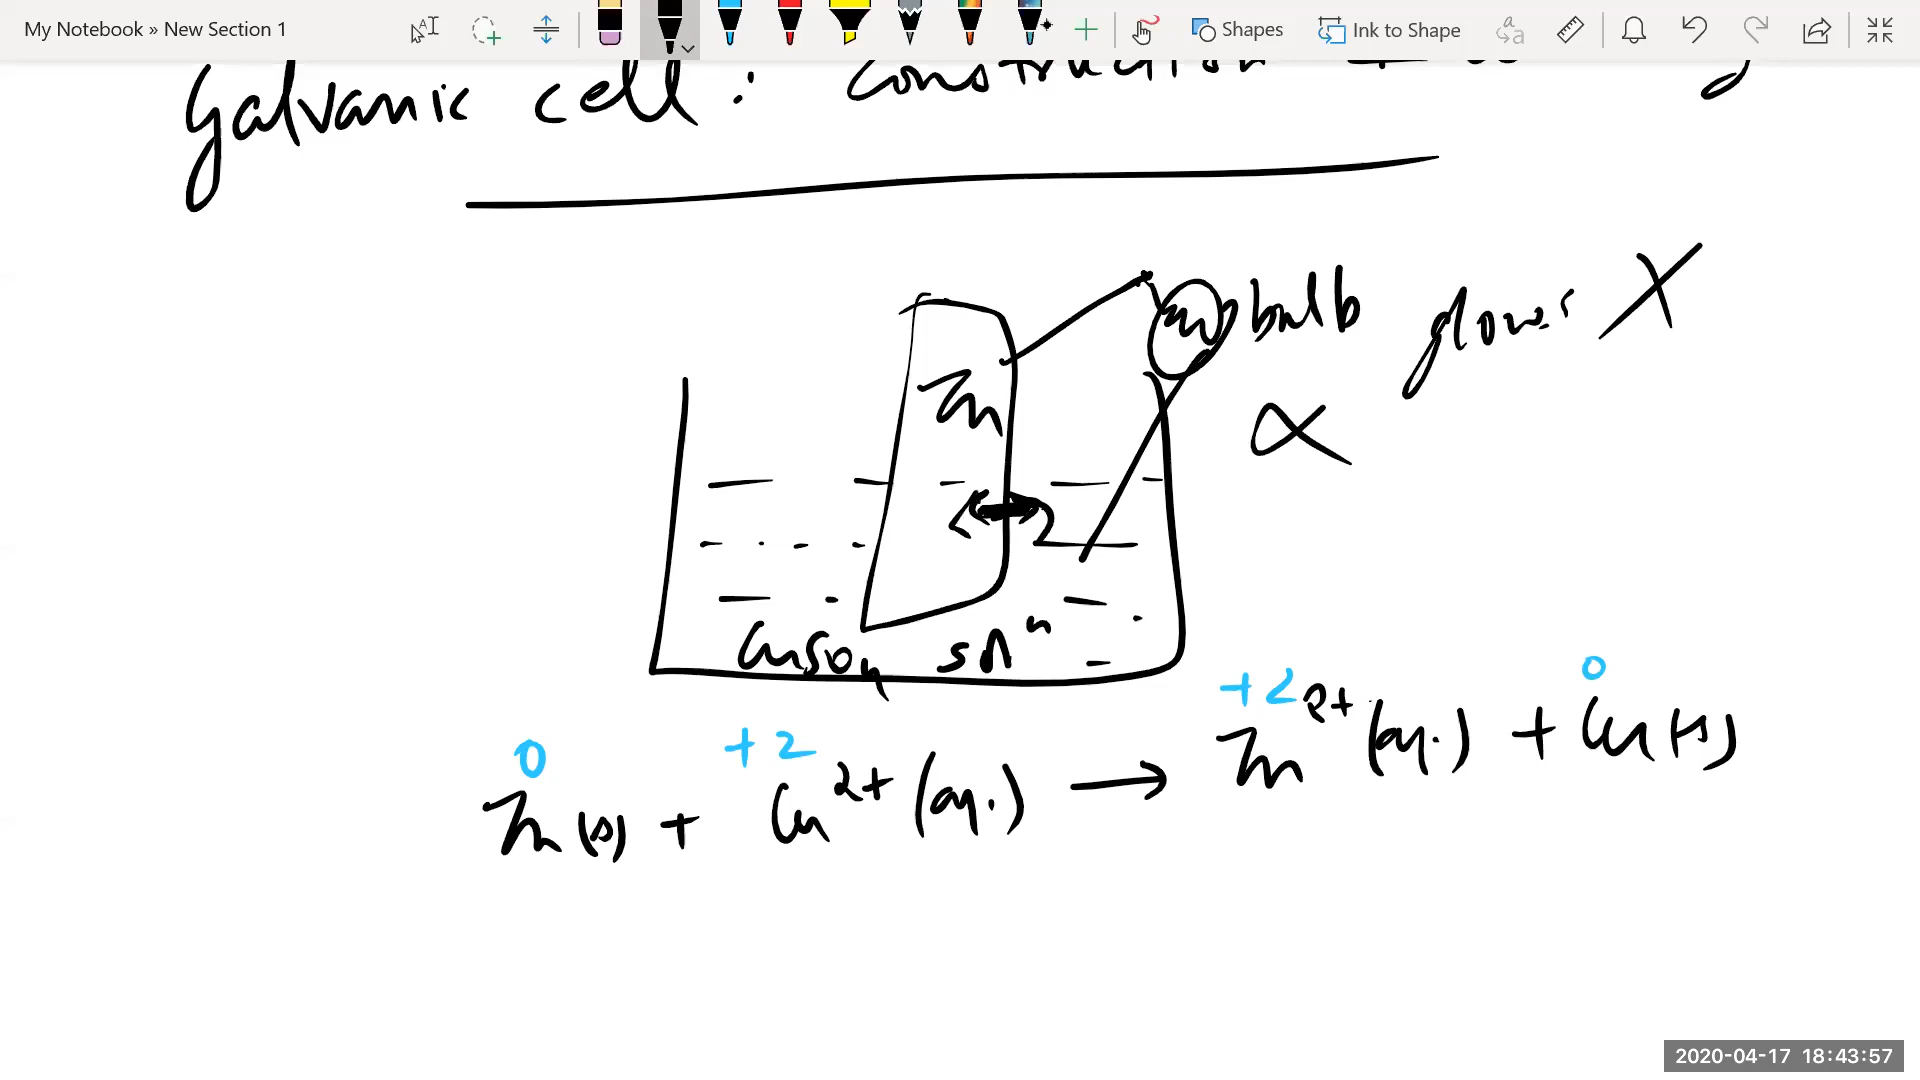 My Notebook » New Section 1
Shapes
Ink to Shape
Galvanic cell: Construction +
Zn
bulb glows X
CuSO4 solⁿ
0 +2 +2 0
Zn(s) + Cu²⁺(aq.) → Zn²⁺(aq.) + Cu(s)
2020-04-17 18:43:57